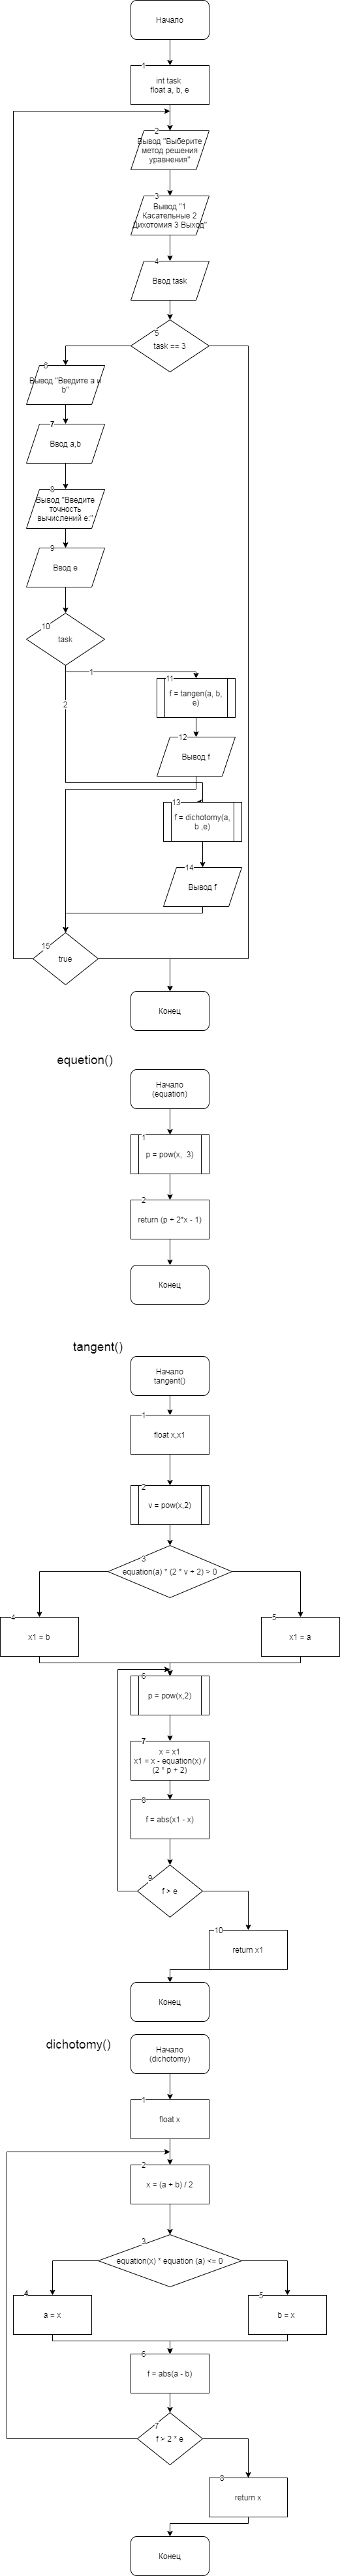 Начало
1
int task
float a, b, e
2
Вывод "Выберите
метод решения
уравнения"
3
Вывод "1
Касательные 2
Дихотомия 3 Выход"
4
Ввод task
5
task == 3
6
Вывод "Введите a и
b"
7
Ввод a,b
8
Вывод "Введите
точность
вычислений e:"
9
Ввод e
10
task
1
2
11
f = tangen(a, b,
e)
12
Вывод f
13
f = dichotomy(a,
b ,e)
14
Вывод f
15
true
Конец
equetion()
Начало
(equation)
1
p = pow(x, 3)
2
return (p + 2*x - 1)
Конец
tangent()
Начало
tangent()
1
float x,x1
2
v = pow(x,2)
3
equation(a) * (2 * v + 2) > 0
4
x1 = b
5
x1 = a
6
p = pow(x,2)
7
x = x1
x1 = x - equation(x) /
(2 * p + 2)
8
f = abs(x1 - x)
9
f > e
10
return x1
Конец
dichotomy()
Начало
(dichotomy)
1
float x
2
x = (a + b) / 2
3
equation(x) * equation (a) <= 0
4
a = x
5
b = x
6
f = abs(a - b)
7
f > 2 * e
8
return x
Конец